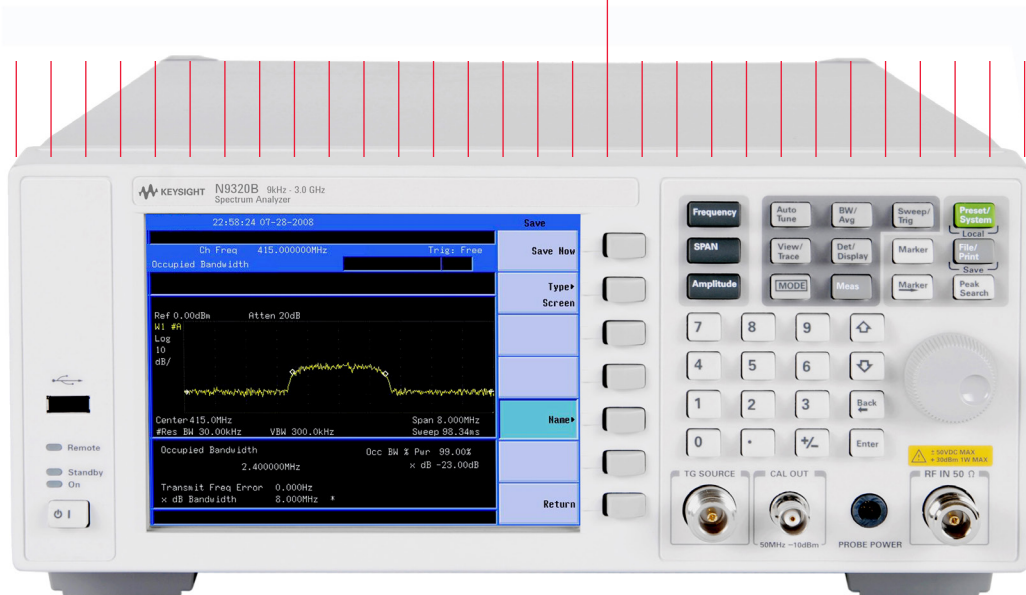 KEYSIGHT N9320B 9kHz - 3.0 GHz
Spectrum Analyzer
22:58:24 07-28-2008
Save
Ch Freq 415.000000MHz Trig: Free
Occupied Bandwidth
Save Now
Type▸
Screen
Ref 0.00dBm Atten 20dB
W1 #A
Log
10
dB/
Center 415.0MHz Span 8.000MHz
#Res BW 30.00kHz VBW 300.0kHz Sweep 98.34ms
Name▸
Occupied Bandwidth Occ BW % Pwr 99.00%
2.400000MHz × dB -23.00dB
Transmit Freq Error 0.000Hz
× dB Bandwidth 8.000MHz *
Return
Remote
Standby
On
Frequency
Auto
Tune
BW/
Avg
Sweep/
Trig
Preset/
System
Local
SPAN
View/
Trace
Det/
Display
Marker
File/
Print
Save
Amplitude
MODE
Meas
Marker→
Peak
Search
7 8 9
4 5 6
1 2 3 Back
0 · +/− Enter
± 50VDC MAX
+ 30dBm 1W MAX
TG SOURCE
CAL OUT
RF IN 50 Ω
50MHz −10dBm
PROBE POWER